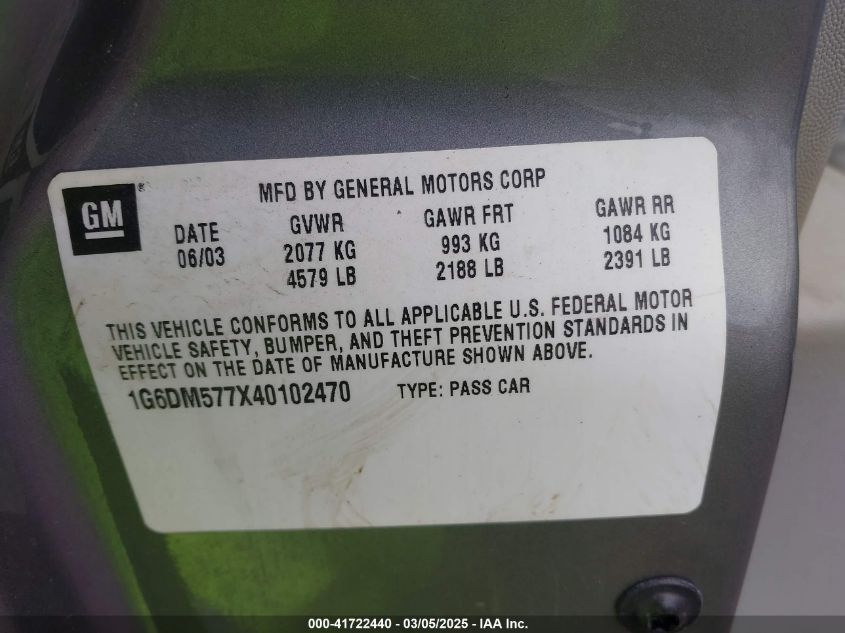 GM®
MFD BY GENERAL MOTORS CORP
DATE GVWR GAWR FRT GAWR RR
06/03 2077 KG 993 KG 1084 KG
4579 LB 2188 LB 2391 LB
THIS VEHICLE CONFORMS TO ALL APPLICABLE U.S. FEDERAL MOTOR
VEHICLE SAFETY, BUMPER, AND THEFT PREVENTION STANDARDS IN
EFFECT ON THE DATE OF MANUFACTURE SHOWN ABOVE.
1G6DM577X40102470 TYPE: PASS CAR
000-41722440 - 03/05/2025 - IAA Inc.